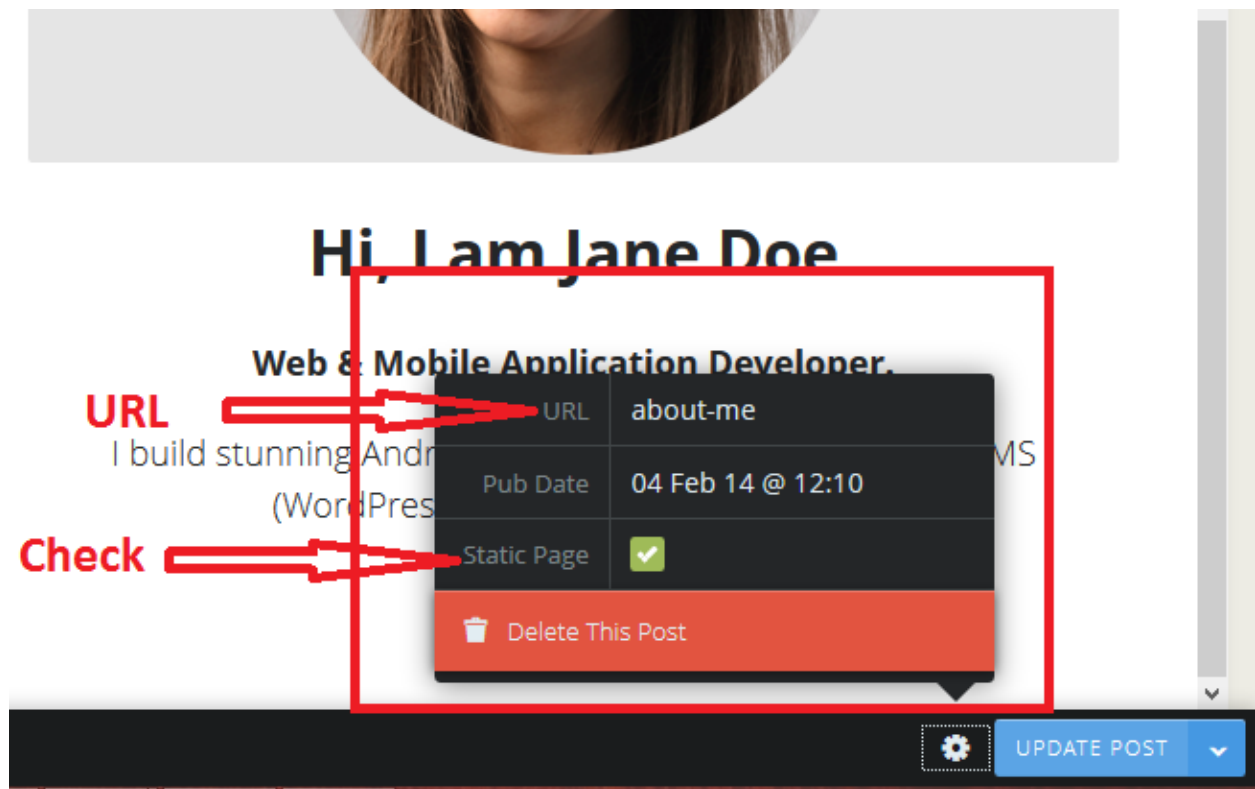 Hi, I am Jane Doe
Web & Mobile Application Developer.
URL
URL about-me
I build stunning Andr MS
Pub Date 04 Feb 14 @ 12:10
(WordPres
Check
Static Page
Delete This Post
UPDATE POST